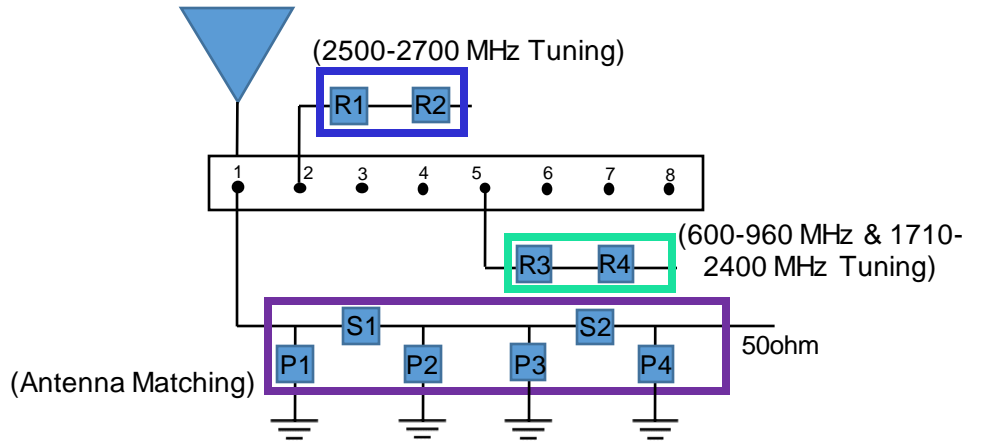 (2500-2700 MHz Tuning)
R1 R2
1 2 3 4 5 6 7 8
(600-960 MHz & 1710-
2400 MHz Tuning)
R3 R4
S1 S2
50ohm
P1 P2 P3 P4
(Antenna Matching)